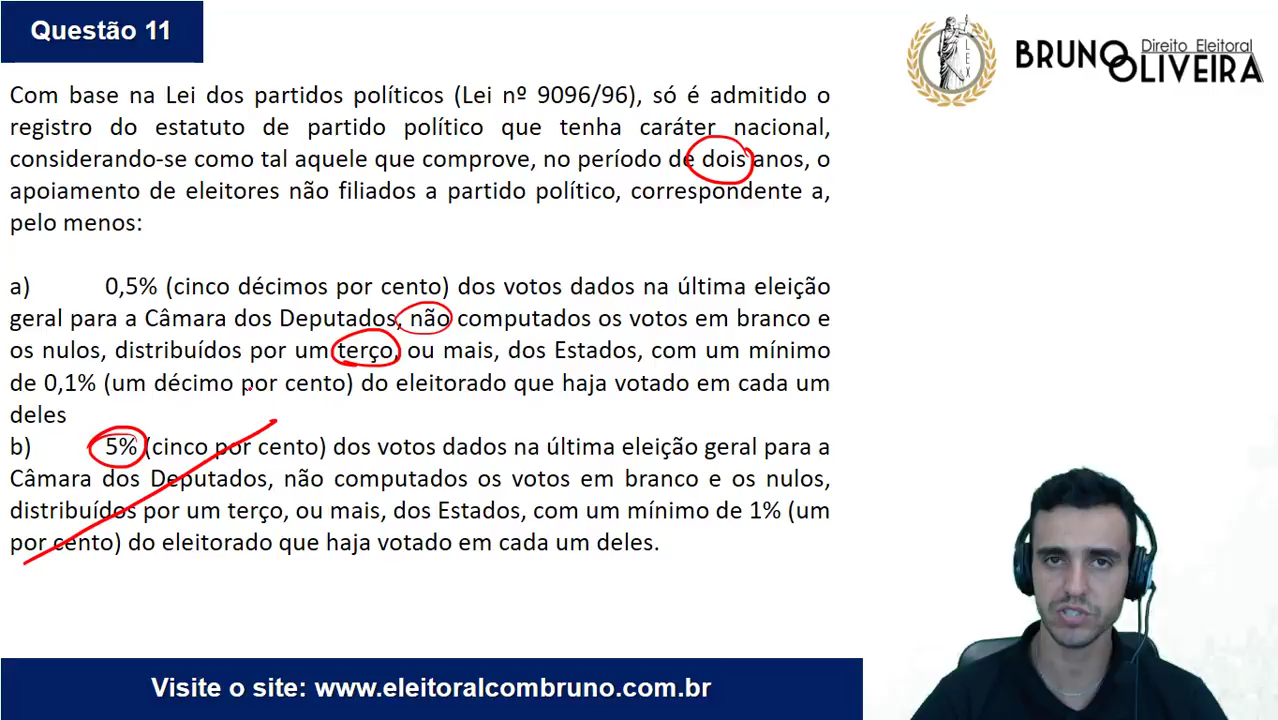 Questão 11
LEX
BRUNO Direito Eleitoral
OLIVEIRA
Com base na Lei dos partidos políticos (Lei nº 9096/96), só é admitido o
registro do estatuto de partido político que tenha caráter nacional,
considerando-se como tal aquele que comprove, no período de dois anos, o
apoiamento de eleitores não filiados a partido político, correspondente a,
pelo menos:
a) 0,5% (cinco décimos por cento) dos votos dados na última eleição
geral para a Câmara dos Deputados, não computados os votos em branco e
os nulos, distribuídos por um terço, ou mais, dos Estados, com um mínimo
de 0,1% (um décimo por cento) do eleitorado que haja votado em cada um
deles
b) 5% (cinco por cento) dos votos dados na última eleição geral para a
Câmara dos Deputados, não computados os votos em branco e os nulos,
distribuídos por um terço, ou mais, dos Estados, com um mínimo de 1% (um
por cento) do eleitorado que haja votado em cada um deles.
Visite o site: www.eleitoralcombruno.com.br